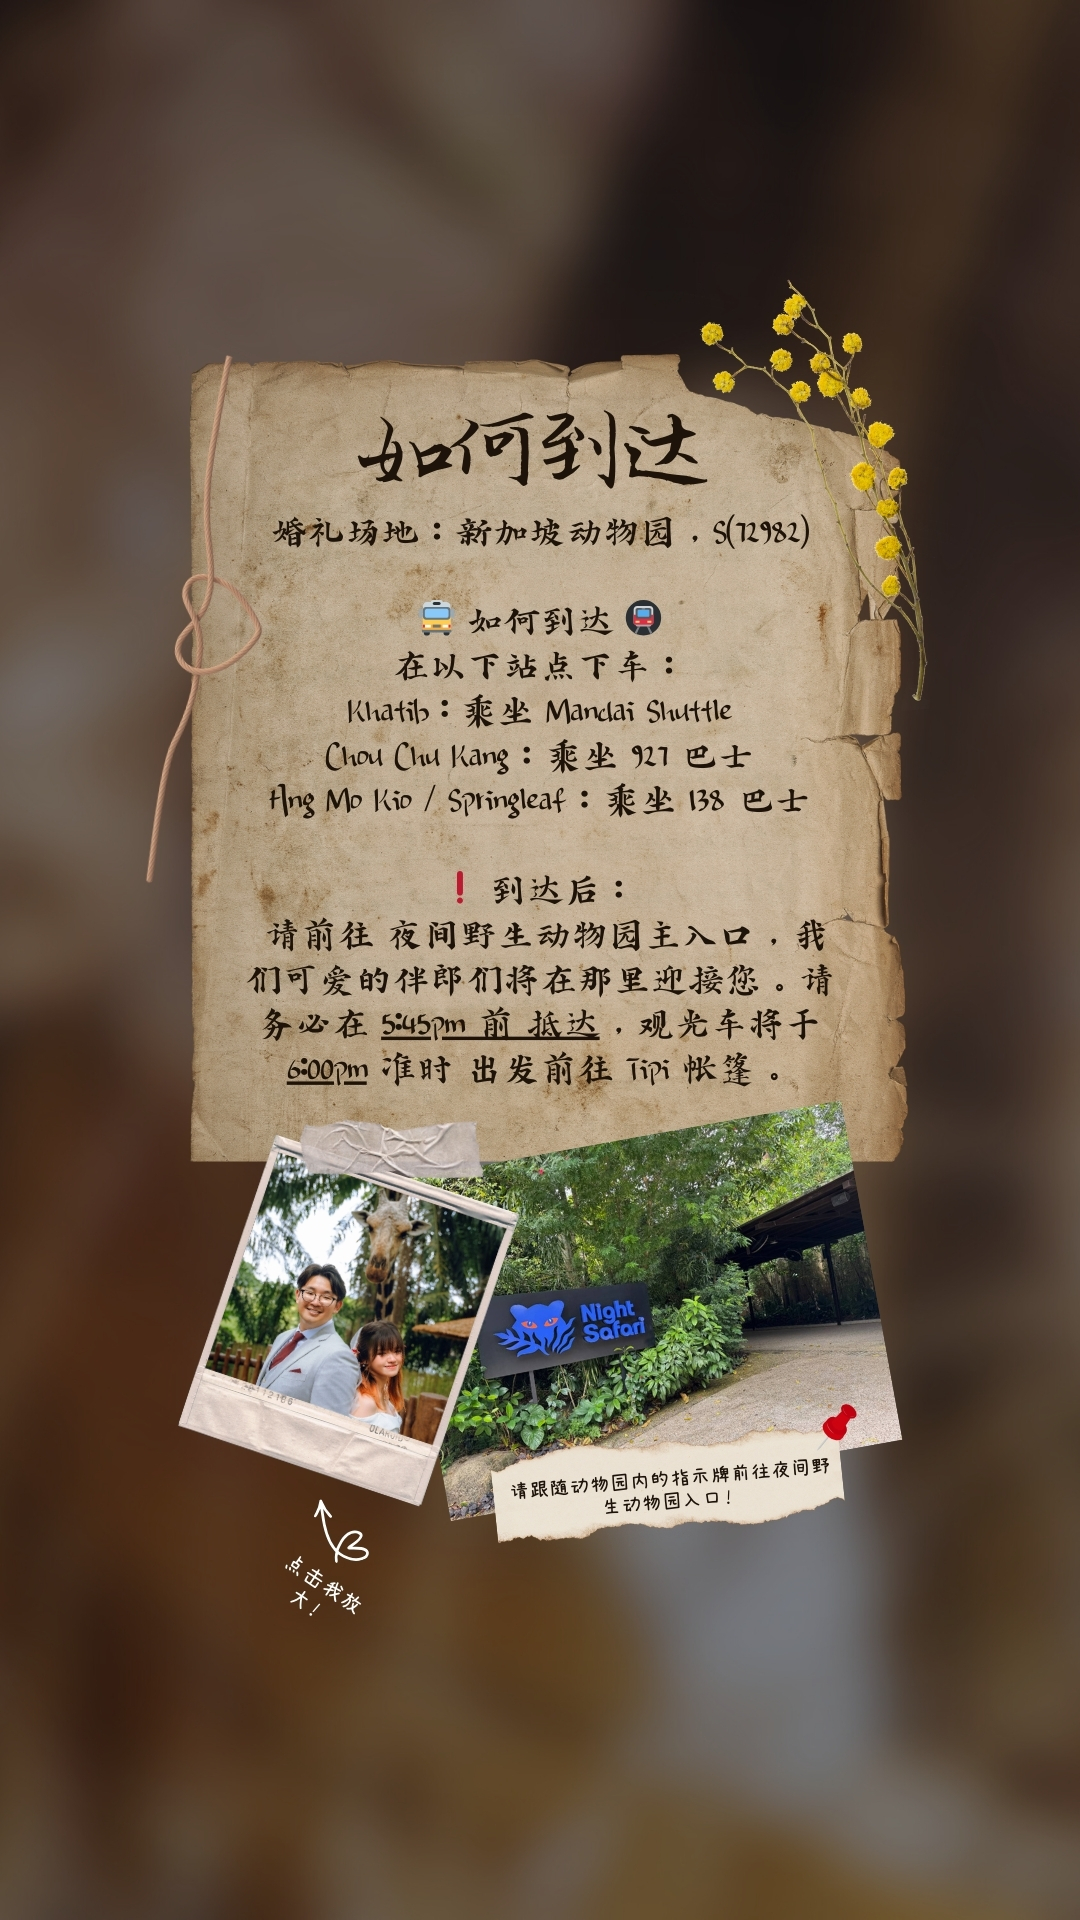 如何到达
婚礼场地：新加坡动物园，S(72982)
如何到达
在以下站点下车：
Khatib：乘坐 Mandai Shuttle
Chou Chu Kang：乘坐 927 巴士
Ang Mo Kio / Springleaf：乘坐 138 巴士
❗ 到达后：
请前往 夜间野生动物园主入口，我
们可爱的伴郎们将在那里迎接您。请
务必在 5:45pm 前 抵达，观光车将于
6:00pm 准时 出发前往 Tipi 帐篷。
Night
Safari
请跟随动物园内的指示牌前往夜间野
生动物园入口！
点击我放
大！